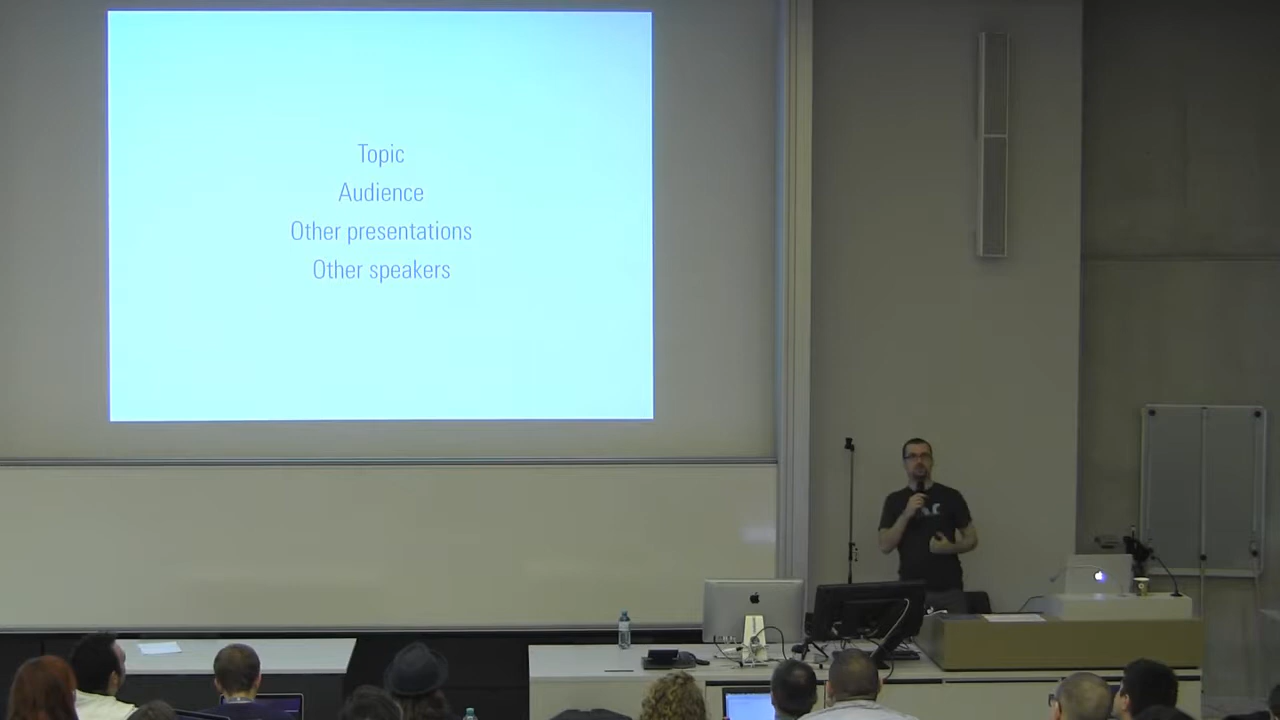 Topic
Audience
Other presentations
Other speakers